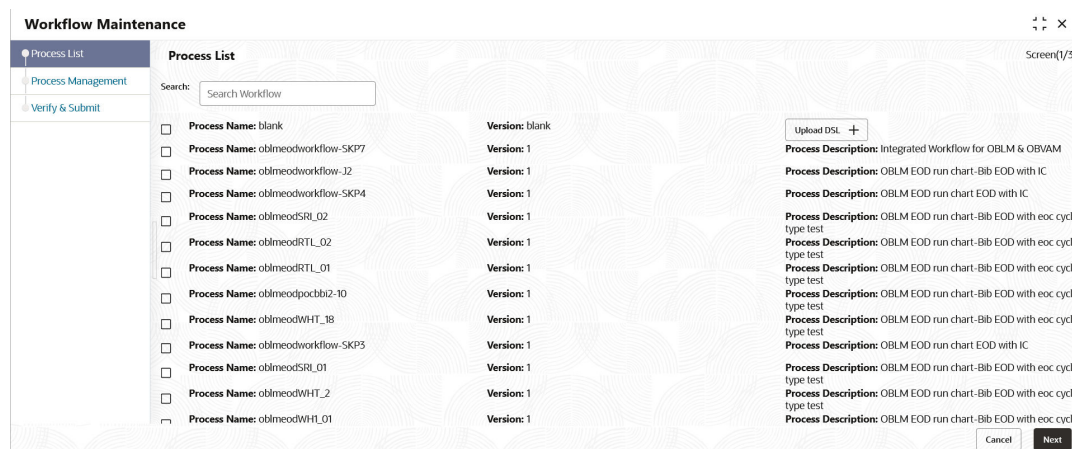 Workflow Maintenance
Process List
Process Management
Verify & Submit
Process List
Screen(1/3
Search:
Search Workflow
Process Name: blank Version: blank Upload DSL +
Process Name: oblmeodworkflow-SKP7 Version: 1 Process Description: Integrated Workflow for OBLM & OBVAM
Process Name: oblmeodworkflow-J2 Version: 1 Process Description: OBLM EOD run chart-Bib EOD with IC
Process Name: oblmeodworkflow-SKP4 Version: 1 Process Description: OBLM EOD run chart EOD with IC
Process Name: oblmeodSRI_02 Version: 1 Process Description: OBLM EOD run chart-Bib EOD with eoc cycl
type test
Process Name: oblmeodRTL_02 Version: 1 Process Description: OBLM EOD run chart-Bib EOD with eoc cycl
type test
Process Name: oblmeodRTL_01 Version: 1 Process Description: OBLM EOD run chart-Bib EOD with eoc cycl
type test
Process Name: oblmeodpocbbi2-10 Version: 1 Process Description: OBLM EOD run chart-Bib EOD with eoc cycl
type test
Process Name: oblmeodWHT_18 Version: 1 Process Description: OBLM EOD run chart-Bib EOD with eoc cycl
type test
Process Name: oblmeodworkflow-SKP3 Version: 1 Process Description: OBLM EOD run chart EOD with IC
Process Name: oblmeodSRI_01 Version: 1 Process Description: OBLM EOD run chart-Bib EOD with eoc cycl
type test
Process Name: oblmeodWHT_2 Version: 1 Process Description: OBLM EOD run chart-Bib EOD with eoc cycl
type test
Process Name: oblmeodWH1_01 Version: 1 Process Description: OBLM EOD run chart-Bib EOD with eoc cycl
Cancel Next